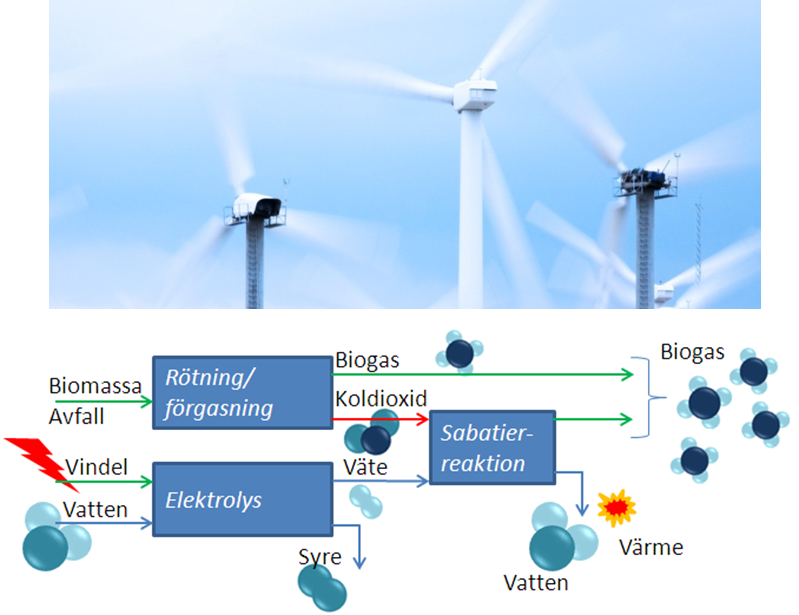 Biomassa
Avfall
Rötning/
förgasning
Biogas
Koldioxid
Biogas
Vindel
Vatten
Elektrolys
Väte
Sabatier-
reaktion
Syre
Vatten
Värme